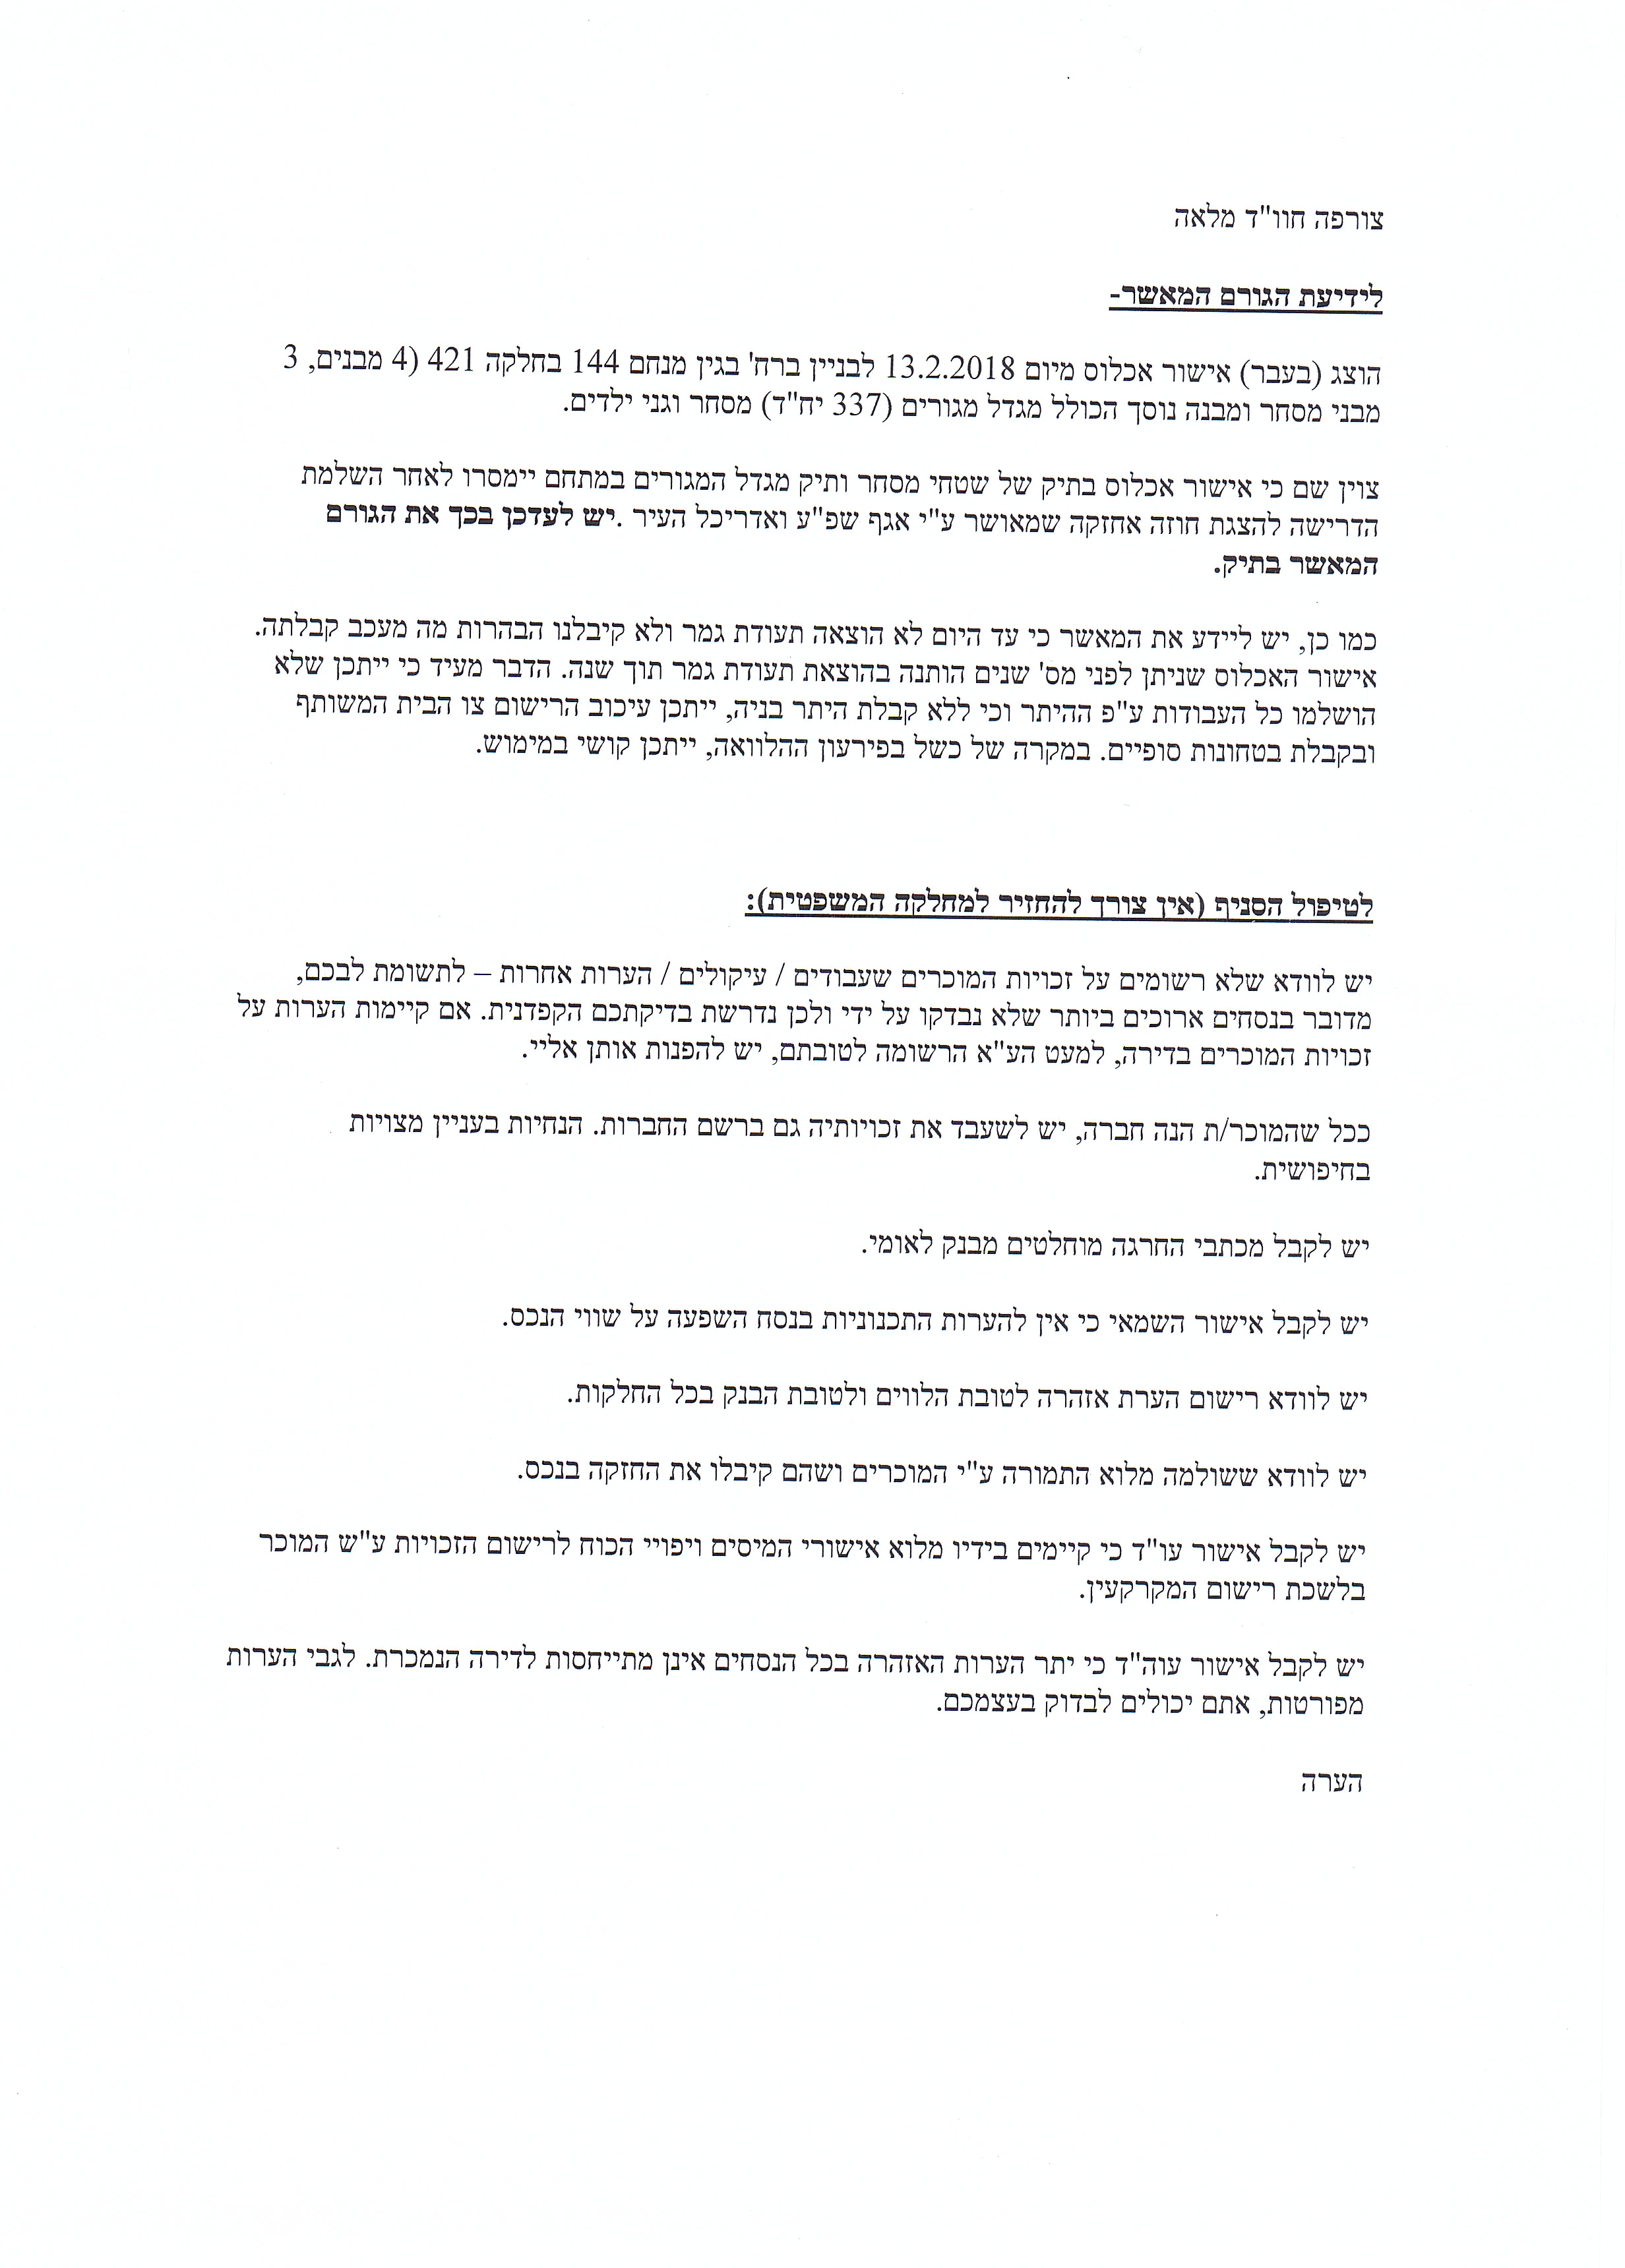 צורפה חוו"ד מלאה
לידיעת הגורם המאשר-
הוצג (בעבר) אישור אכלוס מיום 13.2.2018 לבניין ברח' בגין מנחם 144 בחלקה 421 (4 מבנים, 3
מבני מסחר ומבנה נוסך הכולל מגדל מגורים (337 יח"ד) מסחר וגני ילדים.
צוין שם כי אישור אכלוס בתיק של שטחי מסחר ותיק מגדל המגורים במתחם יימסרו לאחר השלמת
הדרישה להצגת חוזה אחזקה שמאושר ע"י אגף שפ"ע ואדריכל העיר .יש לעדכן בכך את הגורם
המאשר בתיק.
כמו כן, יש ליידע את המאשר כי עד היום לא הוצאה תעודת גמר ולא קיבלנו הבהרות מה מעכב קבלתה.
אישור האכלוס שניתן לפני מס' שנים הותנה בהוצאת תעודת גמר תוך שנה. הדבר מעיד כי ייתכן שלא
הושלמו כל העבודות ע"פ ההיתר וכי ללא קבלת היתר בניה, ייתכן עיכוב הרישום צו הבית המשותף
ובקבלת בטחונות סופיים. במקרה של כשל בפירעון ההלוואה, ייתכן קושי במימוש.
לטיפול הסניף (אין צורך להחזיר למחלקה המשפטית):
יש לוודא שלא רשומים על זכויות המוכרים שעבודים / עיקולים / הערות אחרות – לתשומת לבכם,
מדובר בנסחים ארוכים ביותר שלא נבדקו על ידי ולכן נדרשת בדיקתכם הקפדנית. אם קיימות הערות על
זכויות המוכרים בדירה, למעט הע"א הרשומה לטובתם, יש להפנות אותן אליי.
ככל שהמוכר/ת הנה חברה, יש לשעבד את זכויותיה גם ברשם החברות. הנחיות בעניין מצויות
בחיפושית.
יש לקבל מכתבי החרגה מוחלטים מבנק לאומי.
יש לקבל אישור השמאי כי אין להערות התכנוניות בנסח השפעה על שווי הנכס.
יש לוודא רישום הערת אזהרה לטובת הלווים ולטובת הבנק בכל החלקות.
יש לוודא ששולמה מלוא התמורה ע"י המוכרים ושהם קיבלו את החזקה בנכס.
יש לקבל אישור עו"ד כי קיימים בידיו מלוא אישורי המיסים ויפויי הכוח לרישום הזכויות ע"ש המוכר
בלשכת רישום המקרקעין.
יש לקבל אישור עוה"ד כי יתר הערות האזהרה בכל הנסחים אינן מתייחסות לדירה הנמכרת. לגבי הערות
מפורטות, אתם יכולים לבדוק בעצמכם.
הערה